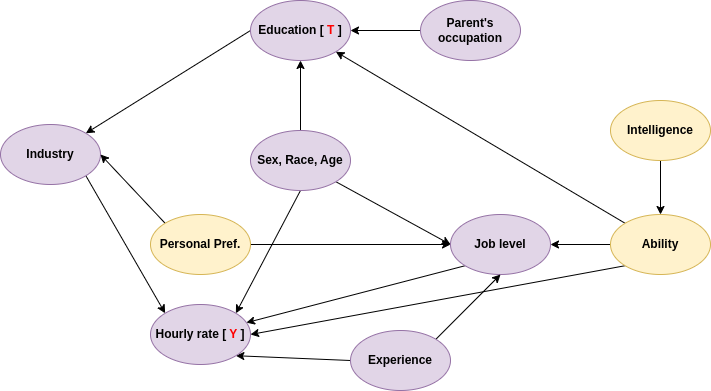 Education [ T ]
Parent's
occupation
Intelligence
Industry
Sex, Race, Age
Personal Pref.
Job level
Ability
Hourly rate [ Y ]
Experience